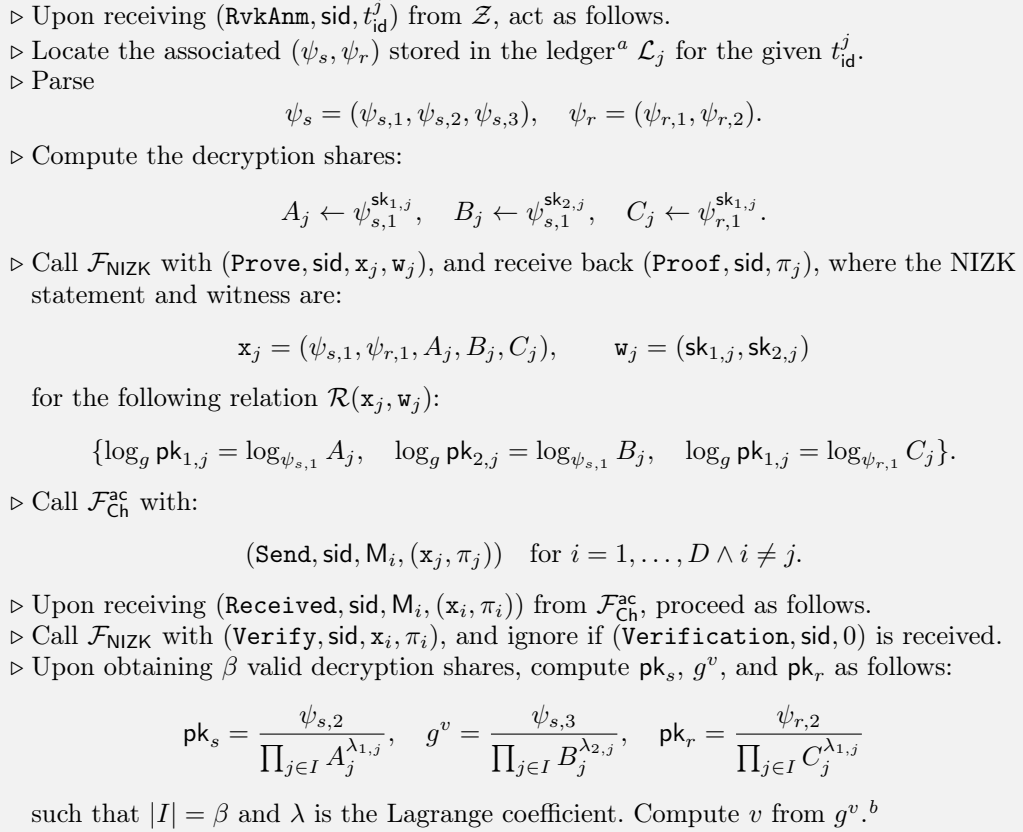 ▷ Upon receiving (RvkAnm, sid, t_id^j) from 𝒵, act as follows.
▷ Locate the associated (ψ_s, ψ_r) stored in the ledger^a ℒ_j for the given t_id^j.
▷ Parse
ψ_s = (ψ_{s,1}, ψ_{s,2}, ψ_{s,3}), ψ_r = (ψ_{r,1}, ψ_{r,2}).
▷ Compute the decryption shares:
A_j ← ψ_{s,1}^{sk_{1,j}}, B_j ← ψ_{s,1}^{sk_{2,j}}, C_j ← ψ_{r,1}^{sk_{1,j}}.
▷ Call ℱ_NIZK with (Prove, sid, x_j, w_j), and receive back (Proof, sid, π_j), where the NIZK
statement and witness are:
x_j = (ψ_{s,1}, ψ_{r,1}, A_j, B_j, C_j), w_j = (sk_{1,j}, sk_{2,j})
for the following relation ℛ(x_j, w_j):
{log_g pk_{1,j} = log_{ψ_{s,1}} A_j, log_g pk_{2,j} = log_{ψ_{s,1}} B_j, log_g pk_{1,j} = log_{ψ_{r,1}} C_j}.
▷ Call ℱ_Ch^ac with:
(Send, sid, M_i, (x_j, π_j)) for i = 1, . . . , D ∧ i ≠ j.
▷ Upon receiving (Received, sid, M_i, (x_i, π_i)) from ℱ_Ch^ac, proceed as follows.
▷ Call ℱ_NIZK with (Verify, sid, x_i, π_i), and ignore if (Verification, sid, 0) is received.
▷ Upon obtaining β valid decryption shares, compute pk_s, g^v, and pk_r as follows:
pk_s = ψ_{s,2} / ∏_{j∈I} A_j^{λ_{1,j}}, g^v = ψ_{s,3} / ∏_{j∈I} B_j^{λ_{2,j}}, pk_r = ψ_{r,2} / ∏_{j∈I} C_j^{λ_{1,j}}
such that |I| = β and λ is the Lagrange coefficient. Compute v from g^v.^b